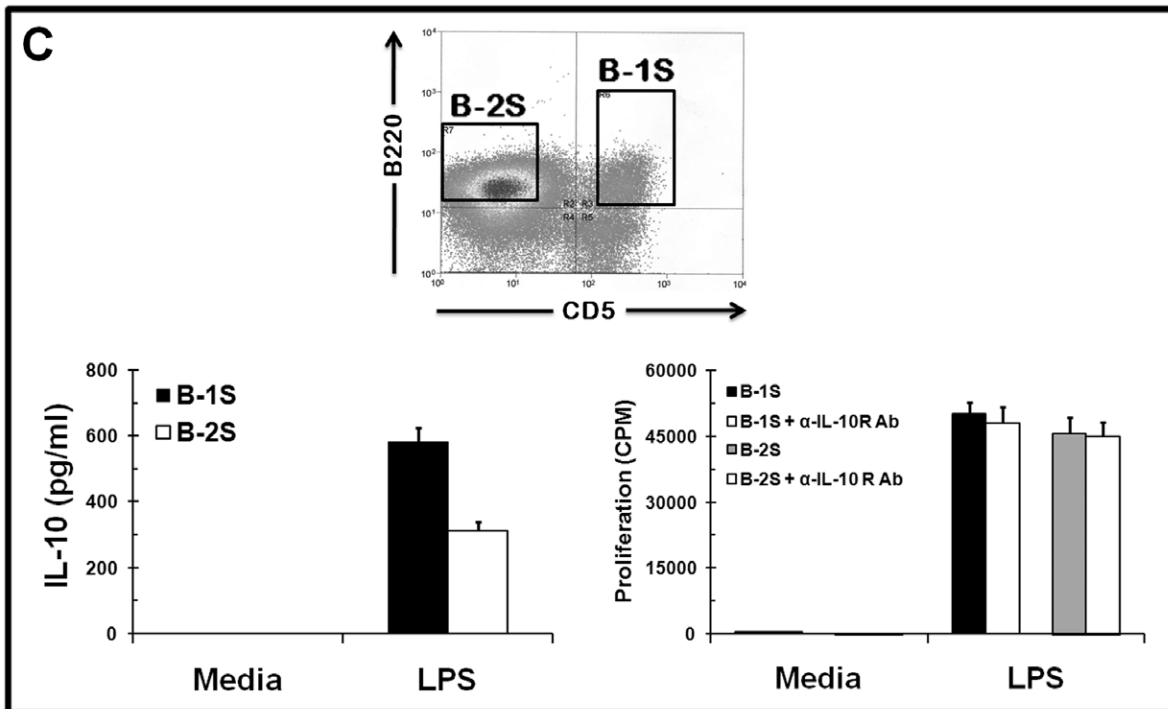 C
B-2S
B-1S
B220
10⁴
10³
10²
10¹
10⁰
R7
R6
R2 R3
R4 R5
10⁰ 10¹ 10² 10³ 10⁴
CD5
IL-10 (pg/ml)
800
600
400
200
0
B-1S
B-2S
Media LPS
Proliferation (CPM)
60000
45000
30000
15000
0
B-1S
B-1S + α-IL-10R Ab
B-2S
B-2S + α-IL-10 R Ab
Media LPS